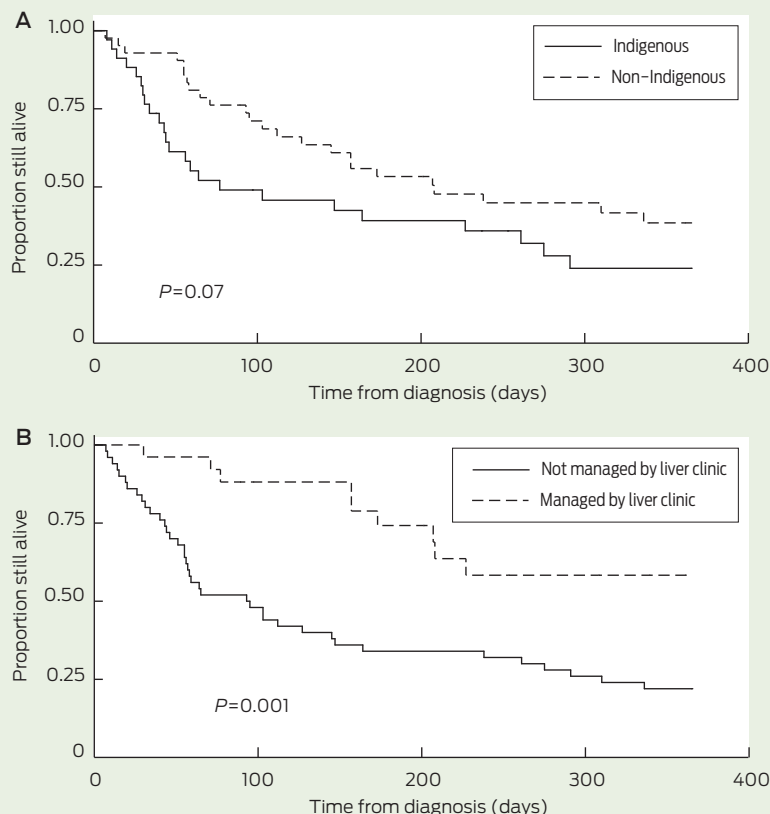 A
1.00
Indigenous
Non-Indigenous
0.75
Proportion still alive
0.50
0.25
P=0.07
0
0 100 200 300 400
Time from diagnosis (days)
B
1.00
Not managed by liver clinic
Managed by liver clinic
0.75
Proportion still alive
0.50
0.25
P=0.001
0
0 100 200 300 400
Time from diagnosis (days)